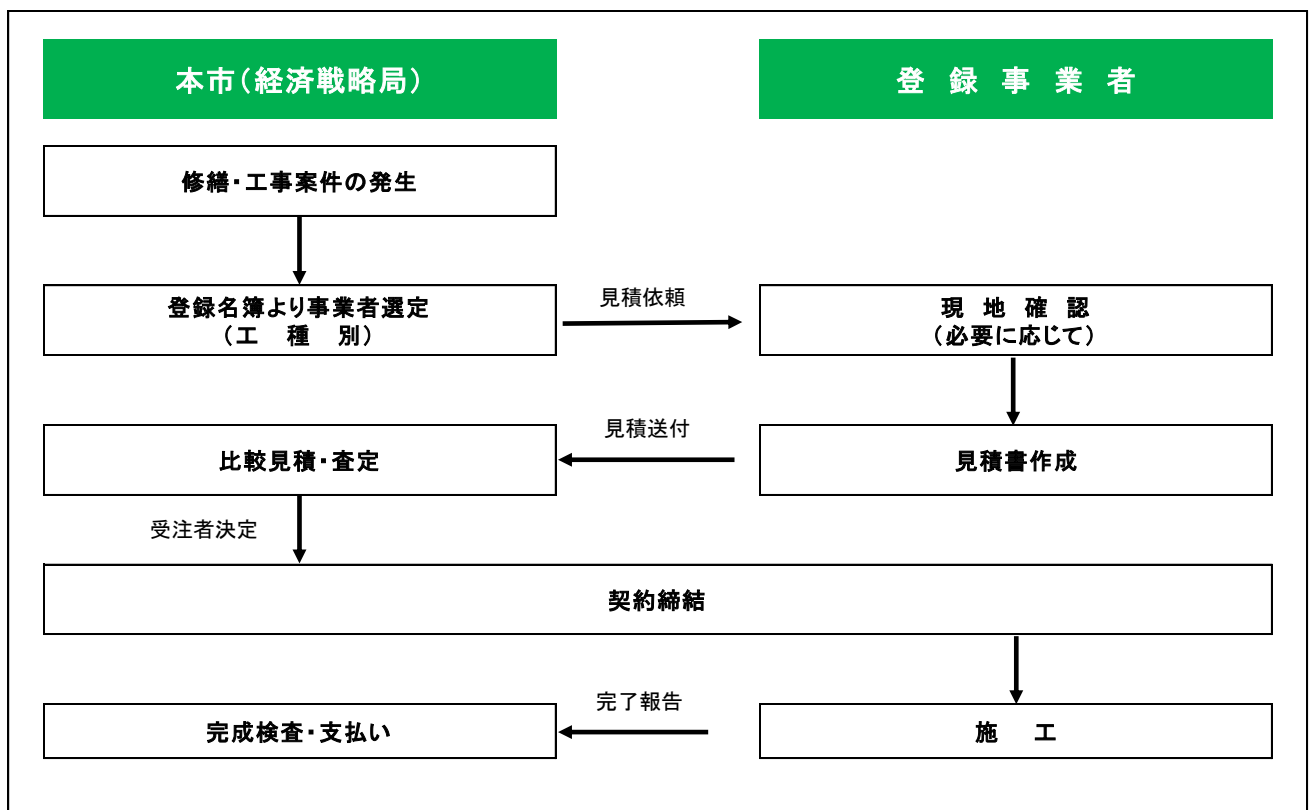 本市（経済戦略局）
登 録 事 業 者
修繕・工事案件の発生
登録名簿より事業者選定
（工 種 別）
見積依頼
現 地 確 認
（必要に応じて）
比較見積・査定
見積送付
見積書作成
受注者決定
契約締結
完成検査・支払い
完了報告
施 工